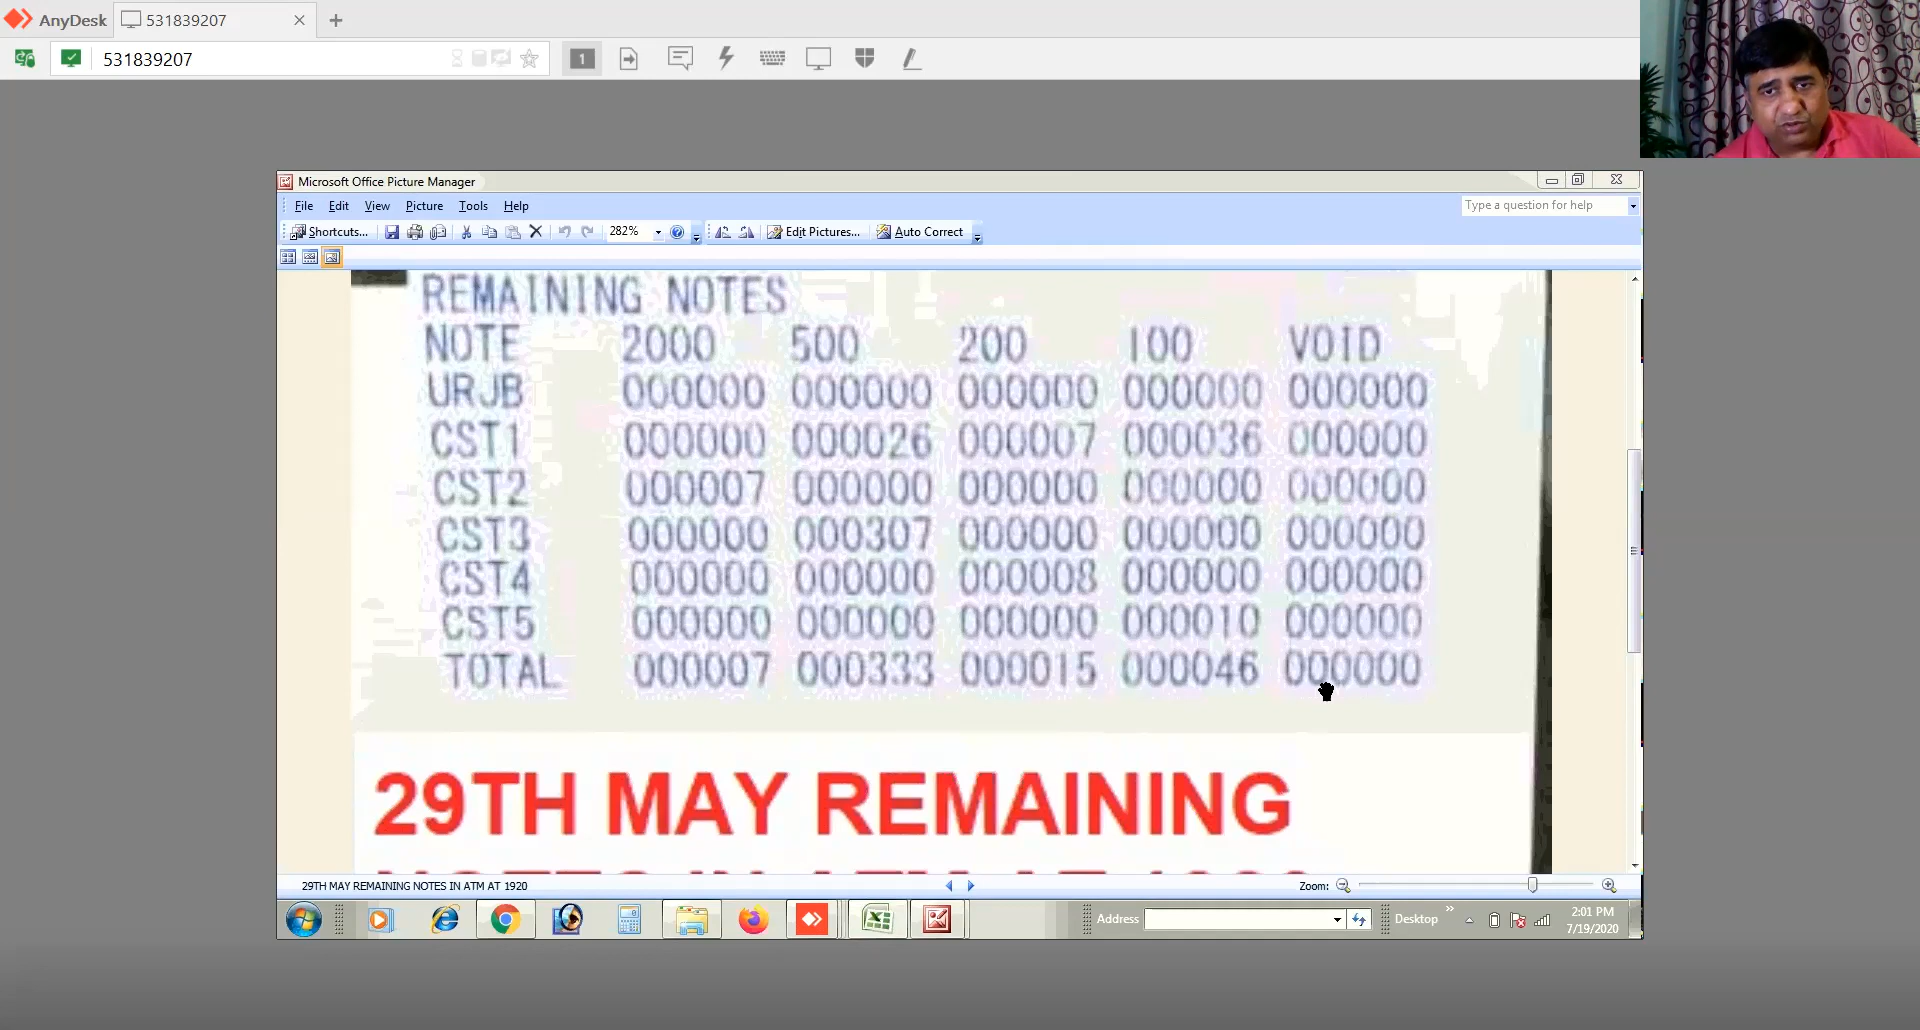 AnyDesk
531839207
531839207
1
Microsoft Office Picture Manager
File Edit View Picture Tools Help
Type a question for help
Shortcuts...
282%
Edit Pictures...
Auto Correct
REMAINING NOTES
NOTE 2000 500 200 100 VOID
URJB 000000 000000 000000 000000 000000
CST1 000000 000026 000007 000036 000000
CST2 000007 000000 000000 000000 000000
CST3 000000 000307 000000 000000 000000
CST4 000000 000000 000008 000000 000000
CST5 000000 000000 000000 000010 000000
TOTAL 000007 000333 000015 000046 000000
29TH MAY REMAINING
29TH MAY REMAINING NOTES IN ATM AT 1920
Zoom:
Address
Desktop
2:01 PM
7/19/2020